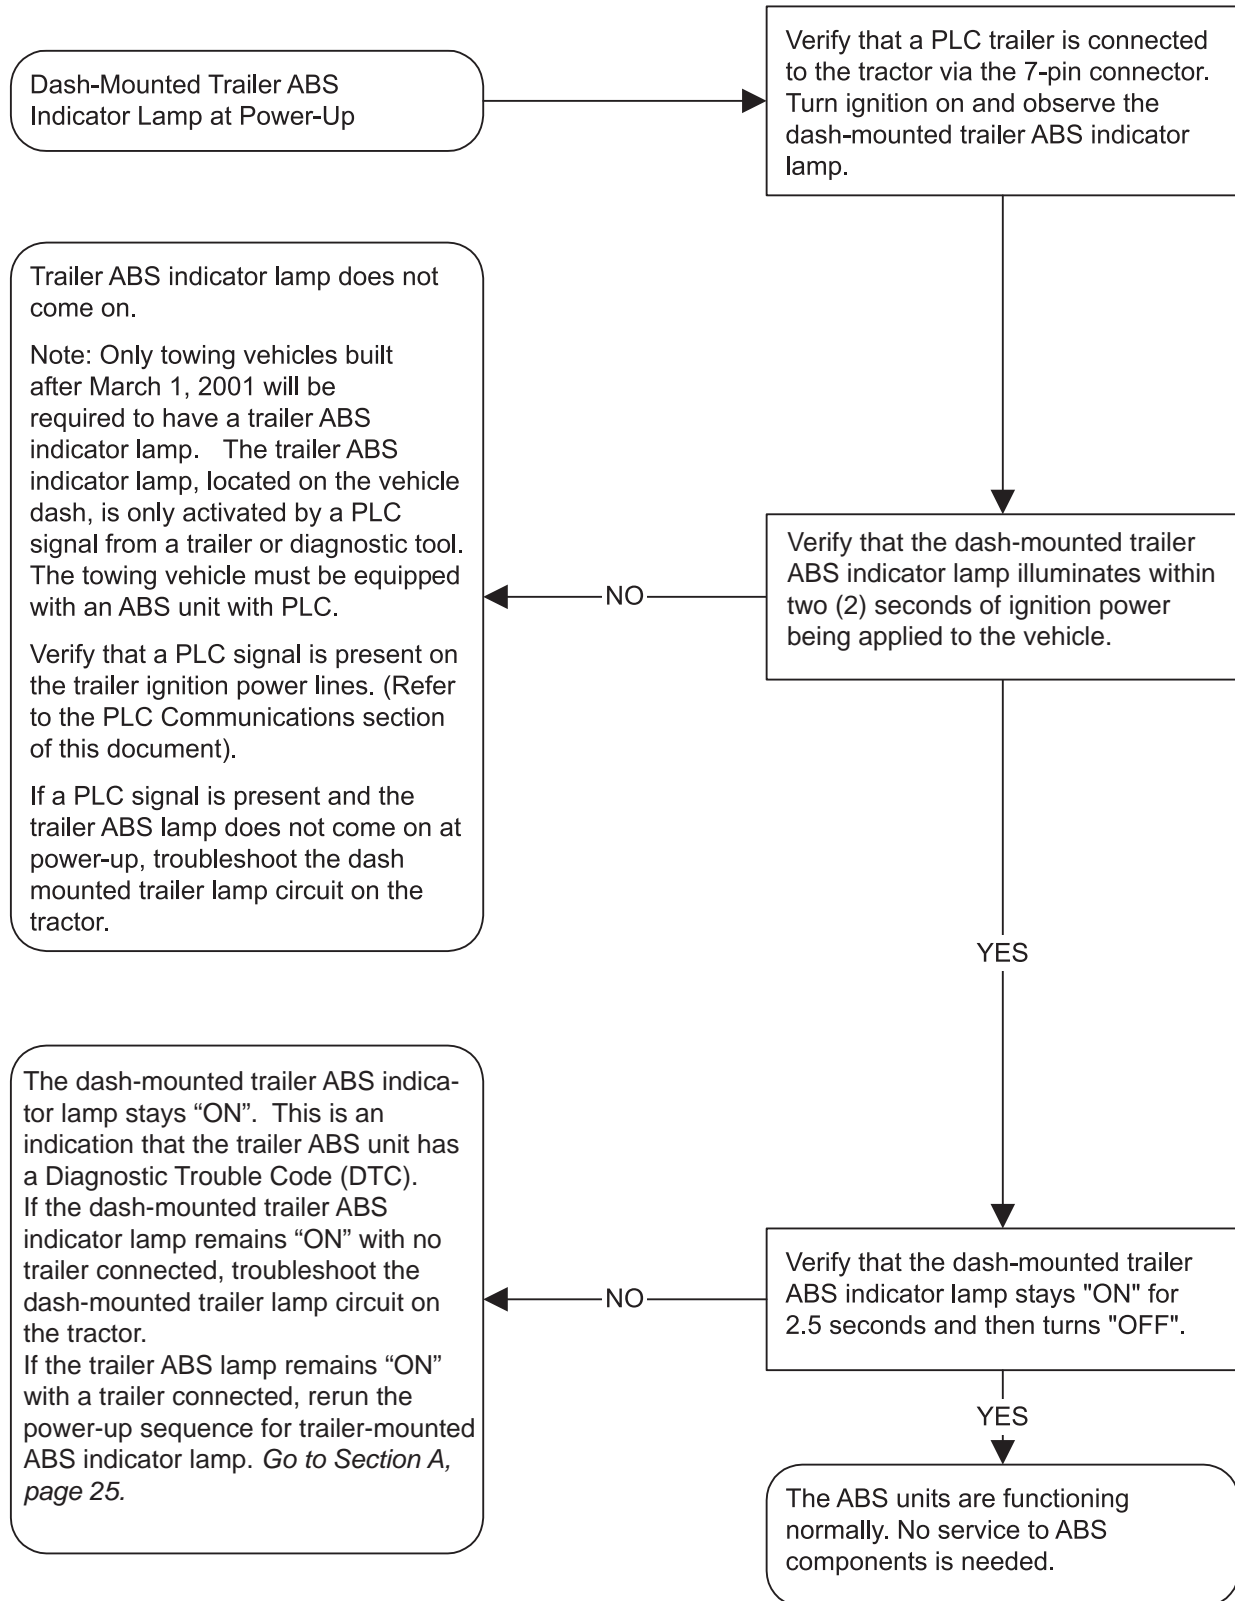 Dash-Mounted Trailer ABS
Indicator Lamp at Power-Up
Verify that a PLC trailer is connected
to the tractor via the 7-pin connector.
Turn ignition on and observe the
dash-mounted trailer ABS indicator
lamp.
Trailer ABS indicator lamp does not
come on.
Note: Only towing vehicles built
after March 1, 2001 will be
required to have a trailer ABS
indicator lamp. The trailer ABS
indicator lamp, located on the vehicle
dash, is only activated by a PLC
signal from a trailer or diagnostic tool.
The towing vehicle must be equipped
with an ABS unit with PLC.
Verify that a PLC signal is present on
the trailer ignition power lines. (Refer
to the PLC Communications section
of this document).
If a PLC signal is present and the
trailer ABS lamp does not come on at
power-up, troubleshoot the dash
mounted trailer lamp circuit on the
tractor.
NO
Verify that the dash-mounted trailer
ABS indicator lamp illuminates within
two (2) seconds of ignition power
being applied to the vehicle.
YES
The dash-mounted trailer ABS indica-
tor lamp stays “ON”. This is an
indication that the trailer ABS unit has
a Diagnostic Trouble Code (DTC).
If the dash-mounted trailer ABS
indicator lamp remains “ON” with no
trailer connected, troubleshoot the
dash-mounted trailer lamp circuit on
the tractor.
If the trailer ABS lamp remains “ON”
with a trailer connected, rerun the
power-up sequence for trailer-mounted
ABS indicator lamp. Go to Section A,
page 25.
NO
Verify that the dash-mounted trailer
ABS indicator lamp stays "ON" for
2.5 seconds and then turns "OFF".
YES
The ABS units are functioning
normally. No service to ABS
components is needed.